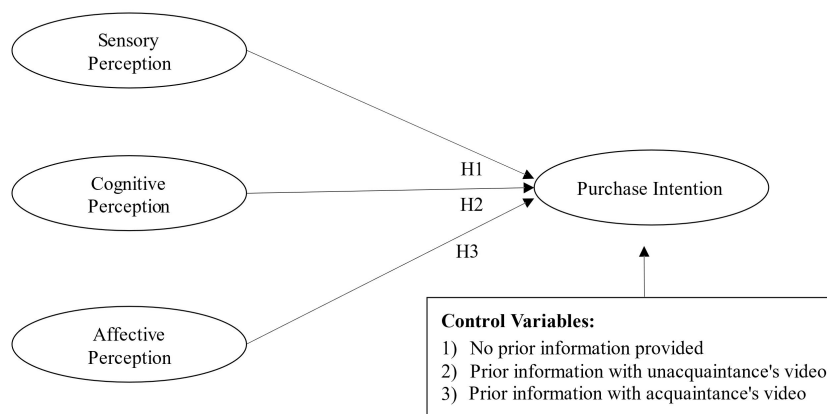 Sensory
Perception
H1
Cognitive
Perception
H2
Purchase Intention
H3
Affective
Perception
Control Variables:
1) No prior information provided
2) Prior information with unacquaintance's video
3) Prior information with acquaintance's video